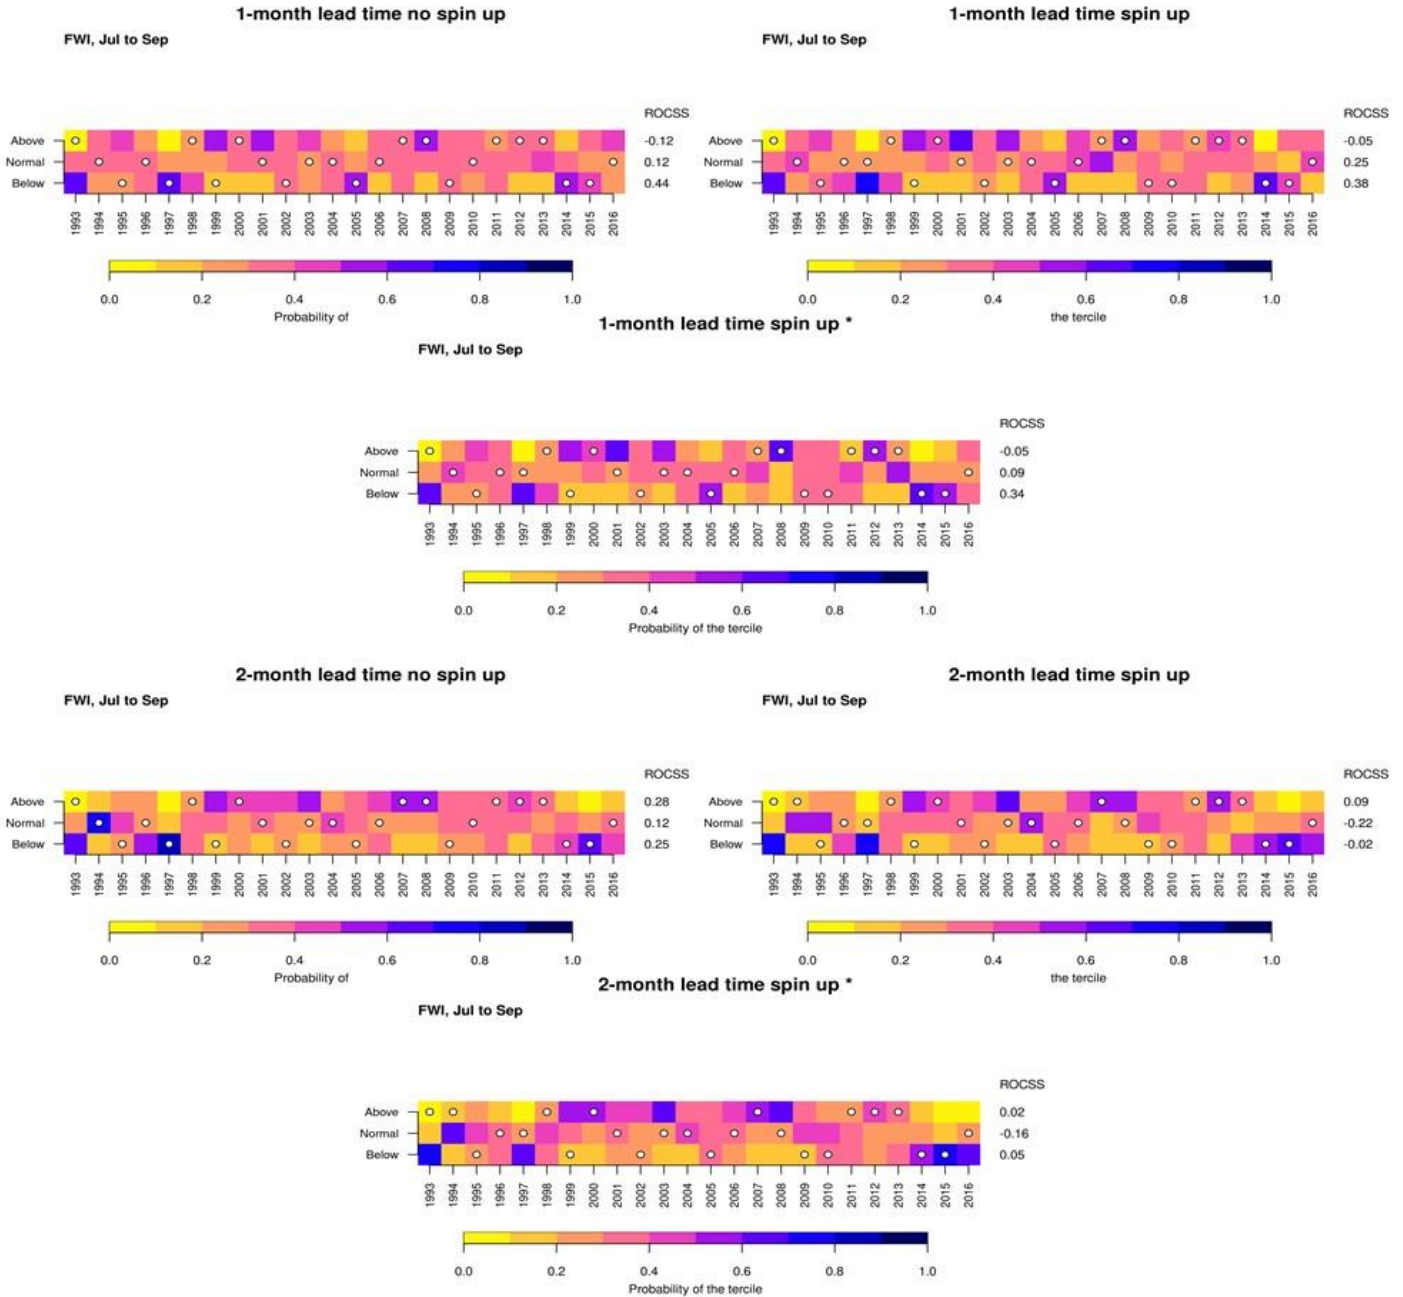 1-month lead time no spin up
FWI, Jul to Sep
ROCSS
Above -0.12
Normal 0.12
Below 0.44
1993 1994 1995 1996 1997 1998 1999 2000 2001 2002 2003 2004 2005 2006 2007 2008 2009 2010 2011 2012 2013 2014 2015 2016
0.0 0.2 0.4 0.6 0.8 1.0
Probability of
1-month lead time spin up
FWI, Jul to Sep
ROCSS
Above -0.05
Normal 0.25
Below 0.38
1993 1994 1995 1996 1997 1998 1999 2000 2001 2002 2003 2004 2005 2006 2007 2008 2009 2010 2011 2012 2013 2014 2015 2016
0.0 0.2 0.4 0.6 0.8 1.0
the tercile
1-month lead time spin up *
FWI, Jul to Sep
ROCSS
Above -0.05
Normal 0.09
Below 0.34
1993 1994 1995 1996 1997 1998 1999 2000 2001 2002 2003 2004 2005 2006 2007 2008 2009 2010 2011 2012 2013 2014 2015 2016
0.0 0.2 0.4 0.6 0.8 1.0
Probability of the tercile
2-month lead time no spin up
FWI, Jul to Sep
ROCSS
Above 0.28
Normal 0.12
Below 0.25
1993 1994 1995 1996 1997 1998 1999 2000 2001 2002 2003 2004 2005 2006 2007 2008 2009 2010 2011 2012 2013 2014 2015 2016
0.0 0.2 0.4 0.6 0.8 1.0
Probability of
2-month lead time spin up
FWI, Jul to Sep
ROCSS
Above 0.09
Normal -0.22
Below -0.02
1993 1994 1995 1996 1997 1998 1999 2000 2001 2002 2003 2004 2005 2006 2007 2008 2009 2010 2011 2012 2013 2014 2015 2016
0.0 0.2 0.4 0.6 0.8 1.0
the tercile
2-month lead time spin up *
FWI, Jul to Sep
ROCSS
Above 0.02
Normal -0.16
Below 0.05
1993 1994 1995 1996 1997 1998 1999 2000 2001 2002 2003 2004 2005 2006 2007 2008 2009 2010 2011 2012 2013 2014 2015 2016
0.0 0.2 0.4 0.6 0.8 1.0
Probability of the tercile